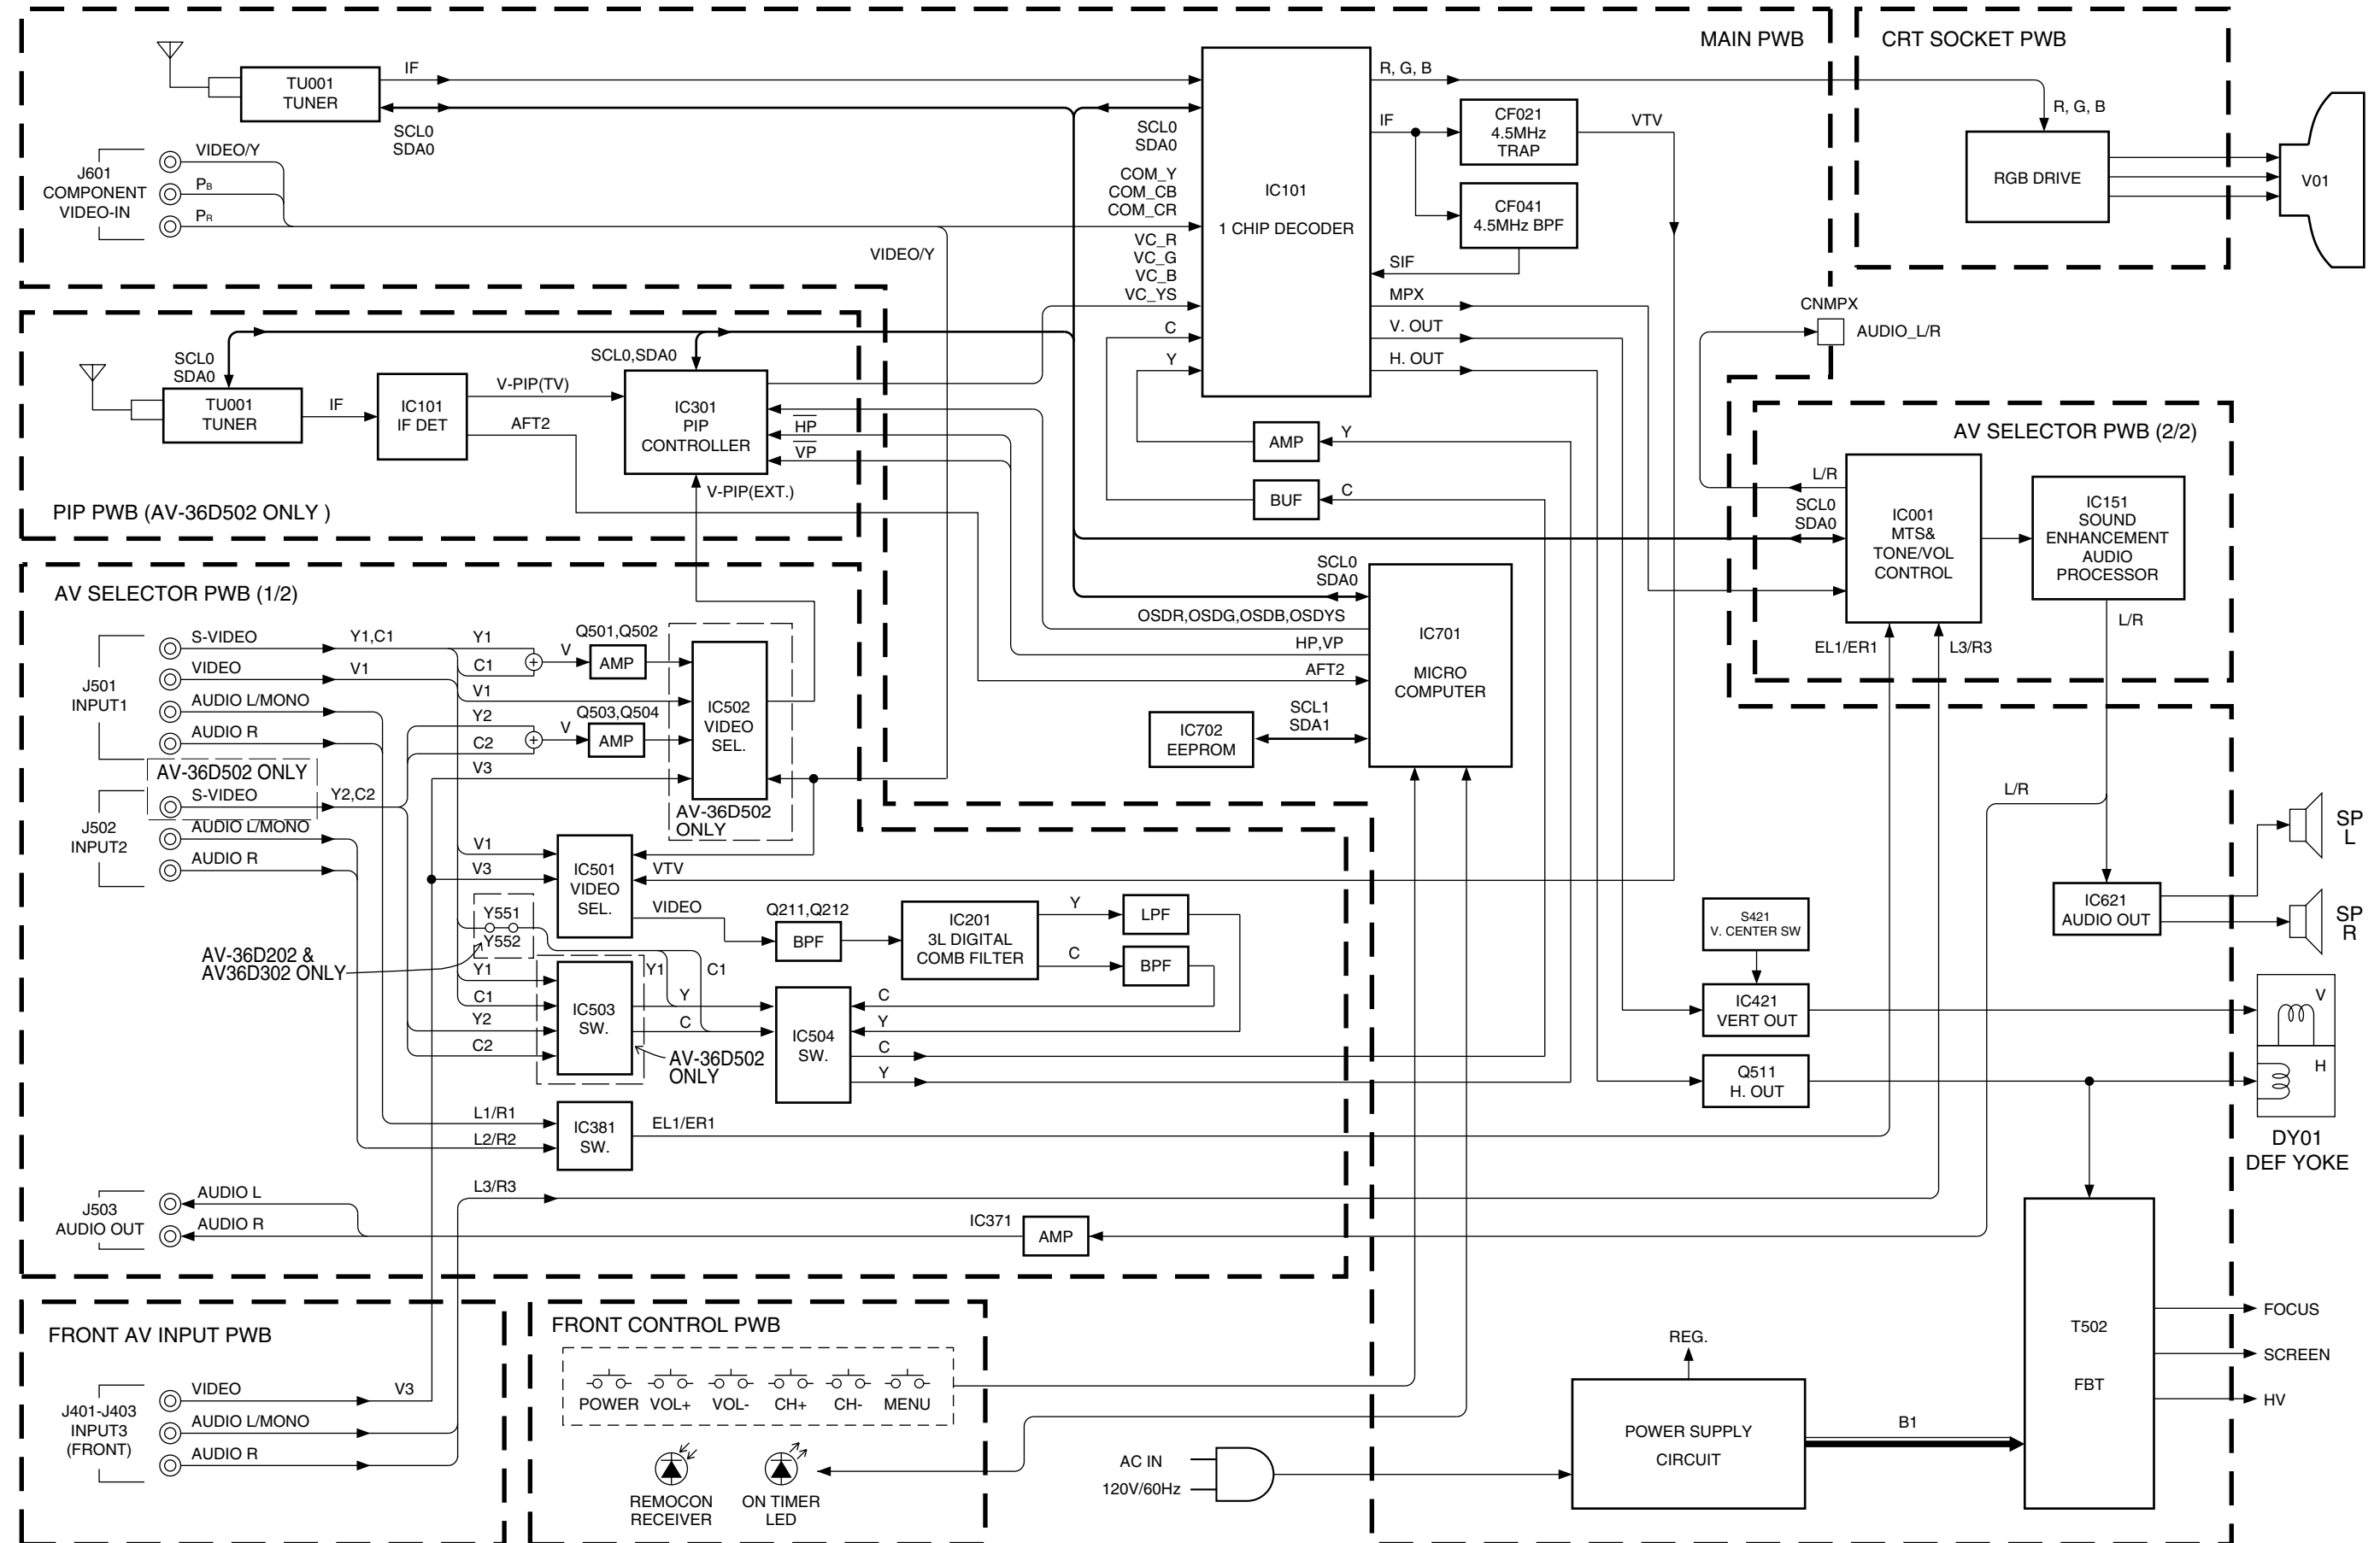 MAIN PWB
CRT SOCKET PWB
TU001
TUNER
IF
SCL0
SDA0
J601
COMPONENT
VIDEO-IN
VIDEO/Y
PB
PR
VIDEO/Y
SCL0
SDA0
COM_Y
COM_CB
COM_CR
VC_R
VC_G
VC_B
VC_YS
C
Y
IC101
1 CHIP DECODER
R, G, B
IF
CF021
4.5MHz
TRAP
VTV
CF041
4.5MHz BPF
SIF
MPX
V. OUT
H. OUT
R, G, B
RGB DRIVE
V01
CNMPX
AUDIO_L/R
SCL0
SDA0
TU001
TUNER
IF
IC101
IF DET
V-PIP(TV)
AFT2
SCL0,SDA0
IC301
PIP
CONTROLLER
HP
VP
V-PIP(EXT.)
PIP PWB (AV-36D502 ONLY )
AMP
Y
BUF
C
AV SELECTOR PWB (2/2)
L/R
SCL0
SDA0
IC001
MTS&
TONE/VOL
CONTROL
IC151
SOUND
ENHANCEMENT
AUDIO
PROCESSOR
EL1/ER1
L3/R3
L/R
SCL0
SDA0
OSDR,OSDG,OSDB,OSDYS
HP,VP
AFT2
IC701
MICRO
COMPUTER
IC702
EEPROM
SCL1
SDA1
AV SELECTOR PWB (1/2)
J501
INPUT1
S-VIDEO
VIDEO
AUDIO L/MONO
AUDIO R
Y1,C1
V1
Y1
C1
V1
Y2
C2
V3
V
Q501,Q502
AMP
V
Q503,Q504
AMP
IC502
VIDEO
SEL.
AV-36D502
ONLY
AV-36D502 ONLY
S-VIDEO
Y2,C2
J502
INPUT2
AUDIO L/MONO
AUDIO R
V1
V3
IC501
VIDEO
SEL.
VTV
VIDEO
Y551
Y552
AV-36D202 &
AV36D302 ONLY
Q211,Q212
BPF
IC201
3L DIGITAL
COMB FILTER
Y
LPF
C
BPF
Y1
C1
Y2
C2
IC503
SW.
Y1
C1
Y
C
AV-36D502
ONLY
IC504
SW.
C
Y
C
Y
L1/R1
L2/R2
IC381
SW.
EL1/ER1
L3/R3
J503
AUDIO OUT
AUDIO L
AUDIO R
IC371
AMP
L/R
SP
L
SP
R
IC621
AUDIO OUT
S421
V. CENTER SW
IC421
VERT OUT
Q511
H. OUT
V
H
DY01
DEF YOKE
FRONT AV INPUT PWB
J401-J403
INPUT3
(FRONT)
VIDEO
AUDIO L/MONO
AUDIO R
V3
FRONT CONTROL PWB
POWER
VOL+
VOL-
CH+
CH-
MENU
REMOCON
RECEIVER
ON TIMER
LED
AC IN
120V/60Hz
REG.
POWER SUPPLY
CIRCUIT
B1
T502
FBT
FOCUS
SCREEN
HV